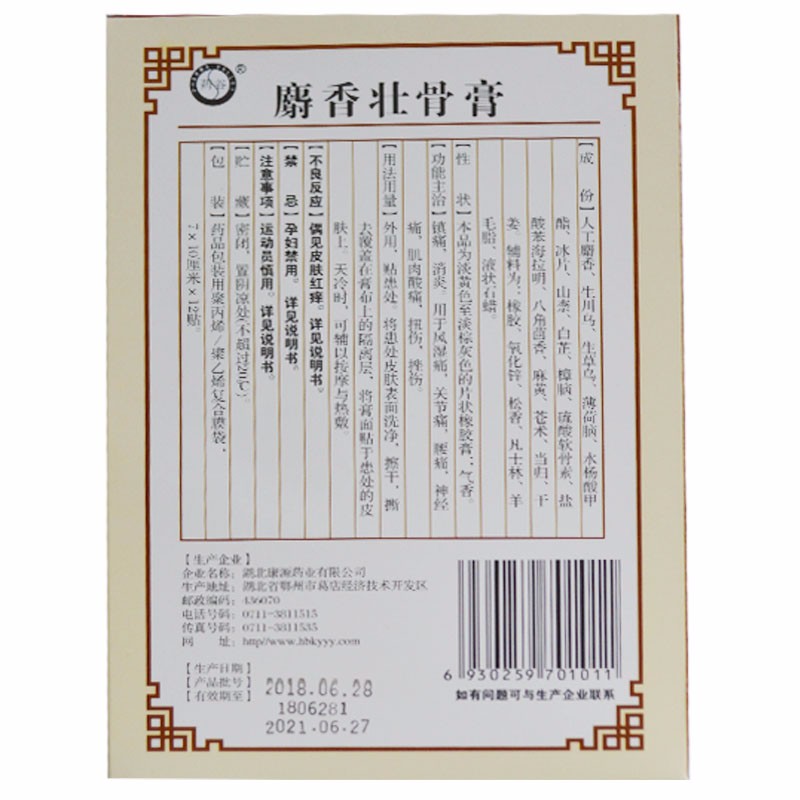 麝香壮骨膏
【成份】人工麝香、生川乌、生草乌、薄荷脑、水杨酸甲
酯、冰片、山柰、白芷、樟脑、硫酸软骨素、盐
酸苯海拉明、八角茴香、麻黄、苍术、当归、干
姜。辅料为：橡胶、氧化锌、松香、凡士林、羊
毛脂、液状石蜡。
【性状】本品为淡黄色至淡棕灰色的片状橡胶膏；气香。
【功能主治】镇痛、消炎。用于风湿痛、关节痛、腰痛、神经
痛、肌肉酸痛、扭伤、挫伤。
【用法用量】外用，贴患处。将患处皮肤表面洗净，擦干，撕
去覆盖在膏布上的隔离层，将膏面贴于患处的皮
肤上。天冷时，可辅以按摩与热敷。
【不良反应】偶见皮肤红痒。详见说明书。
【禁忌】孕妇禁用。详见说明书。
【注意事项】运动员慎用。详见说明书。
【贮藏】密闭，置阴凉处(不超过20℃)。
【包装】药品包装用聚丙烯/聚乙烯复合膜袋，
7×10厘米×12贴。
【生产企业】
企业名称：湖北康源药业有限公司
生产地址：湖北省鄂州市葛店经济技术开发区
邮政编码：436070
电话号码：0711-3811515
传真号码：0711-3811535
网 址：http//www.hbkyyy.com
【生产日期】 2018.06.28
【产品批号】 1806281
【有效期至】 2021.06.27
6 930259 701011
如有问题可与生产企业联系